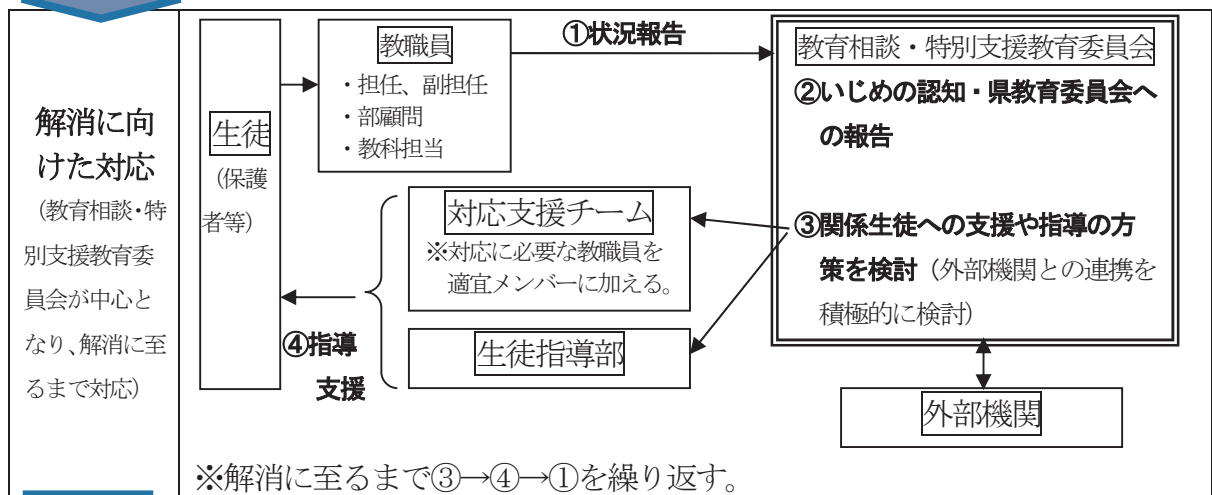 解消に向
けた対応
（教育相談・特
別支援教育委
員会が中心と
なり、解消に至
るまで対応）
生徒
（保護
者等）
教職員
・担任、副担任
・部顧問
・教科担当
①状況報告
教育相談・特別支援教育委員会
②いじめの認知・県教育委員会へ
の報告
③関係生徒への支援や指導の方
策を検討（外部機関との連携を
積極的に検討）
対応支援チーム
※対応に必要な教職員を
適宜メンバーに加える。
生徒指導部
④指導
支援
外部機関
※解消に至るまで③→④→①を繰り返す。